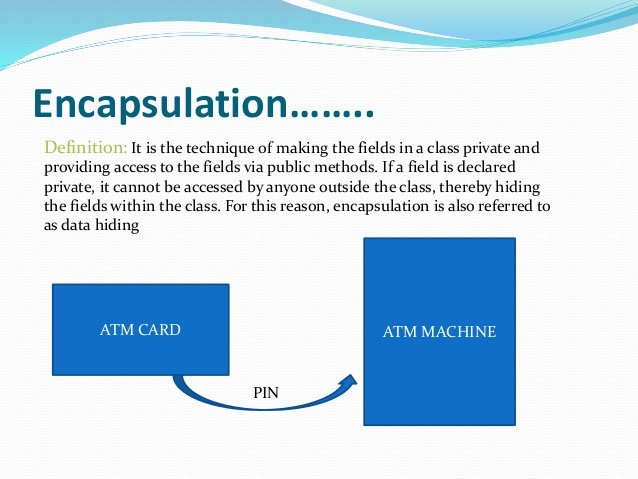 Encapsulation……..
Definition: It is the technique of making the fields in a class private and
providing access to the fields via public methods. If a field is declared
private, it cannot be accessed by anyone outside the class, thereby hiding
the fields within the class. For this reason, encapsulation is also referred to
as data hiding
ATM CARD
ATM MACHINE
PIN